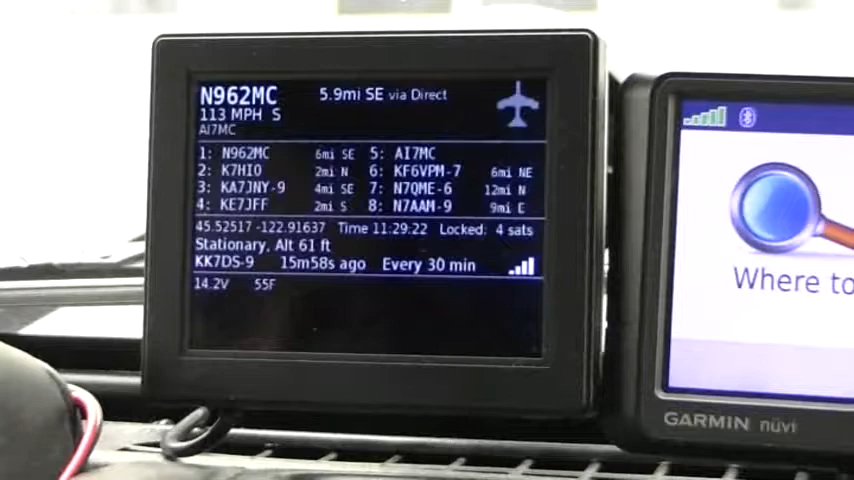 N962MC 5.9mi SE via Direct
113 MPH S
AI7MC
1: N962MC 6mi SE 5: AI7MC
2: K7HIO 2mi N 6: KF6VPM-7 6mi NE
3: KA7JNY-9 4mi SE 7: N7QME-6 12mi N
4: KE7JFF 2mi S 8: N7AAM-9 9mi E
45.52517 -122.91637 Time 11:29:22 Locked: 4 sats
Stationary, Alt 61 ft
KK7DS-9 15m58s ago Every 30 min
14.2V 55F
Where to
GARMIN nüvi